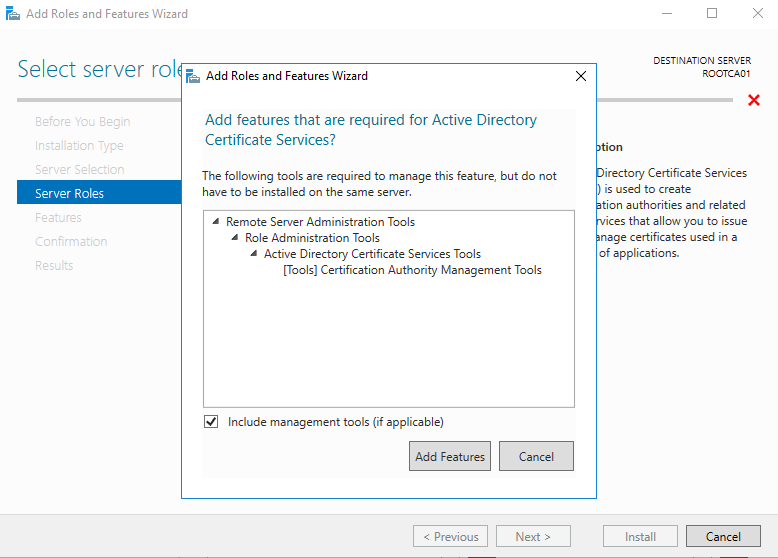 Add Roles and Features Wizard
Select server role
DESTINATION SERVER
ROOTCA01
Before You Begin
Installation Type
Server Selection
Server Roles
Features
Confirmation
Results
Add Roles and Features Wizard
Add features that are required for Active Directory
Certificate Services?
The following tools are required to manage this feature, but do not
have to be installed on the same server.
Remote Server Administration Tools
Role Administration Tools
Active Directory Certificate Services Tools
[Tools] Certification Authority Management Tools
Include management tools (if applicable)
Add Features
Cancel
ption
Directory Certificate Services
) is used to create
ation authorities and related
rvices that allow you to issue
anage certificates used in a
of applications.
< Previous
Next >
Install
Cancel